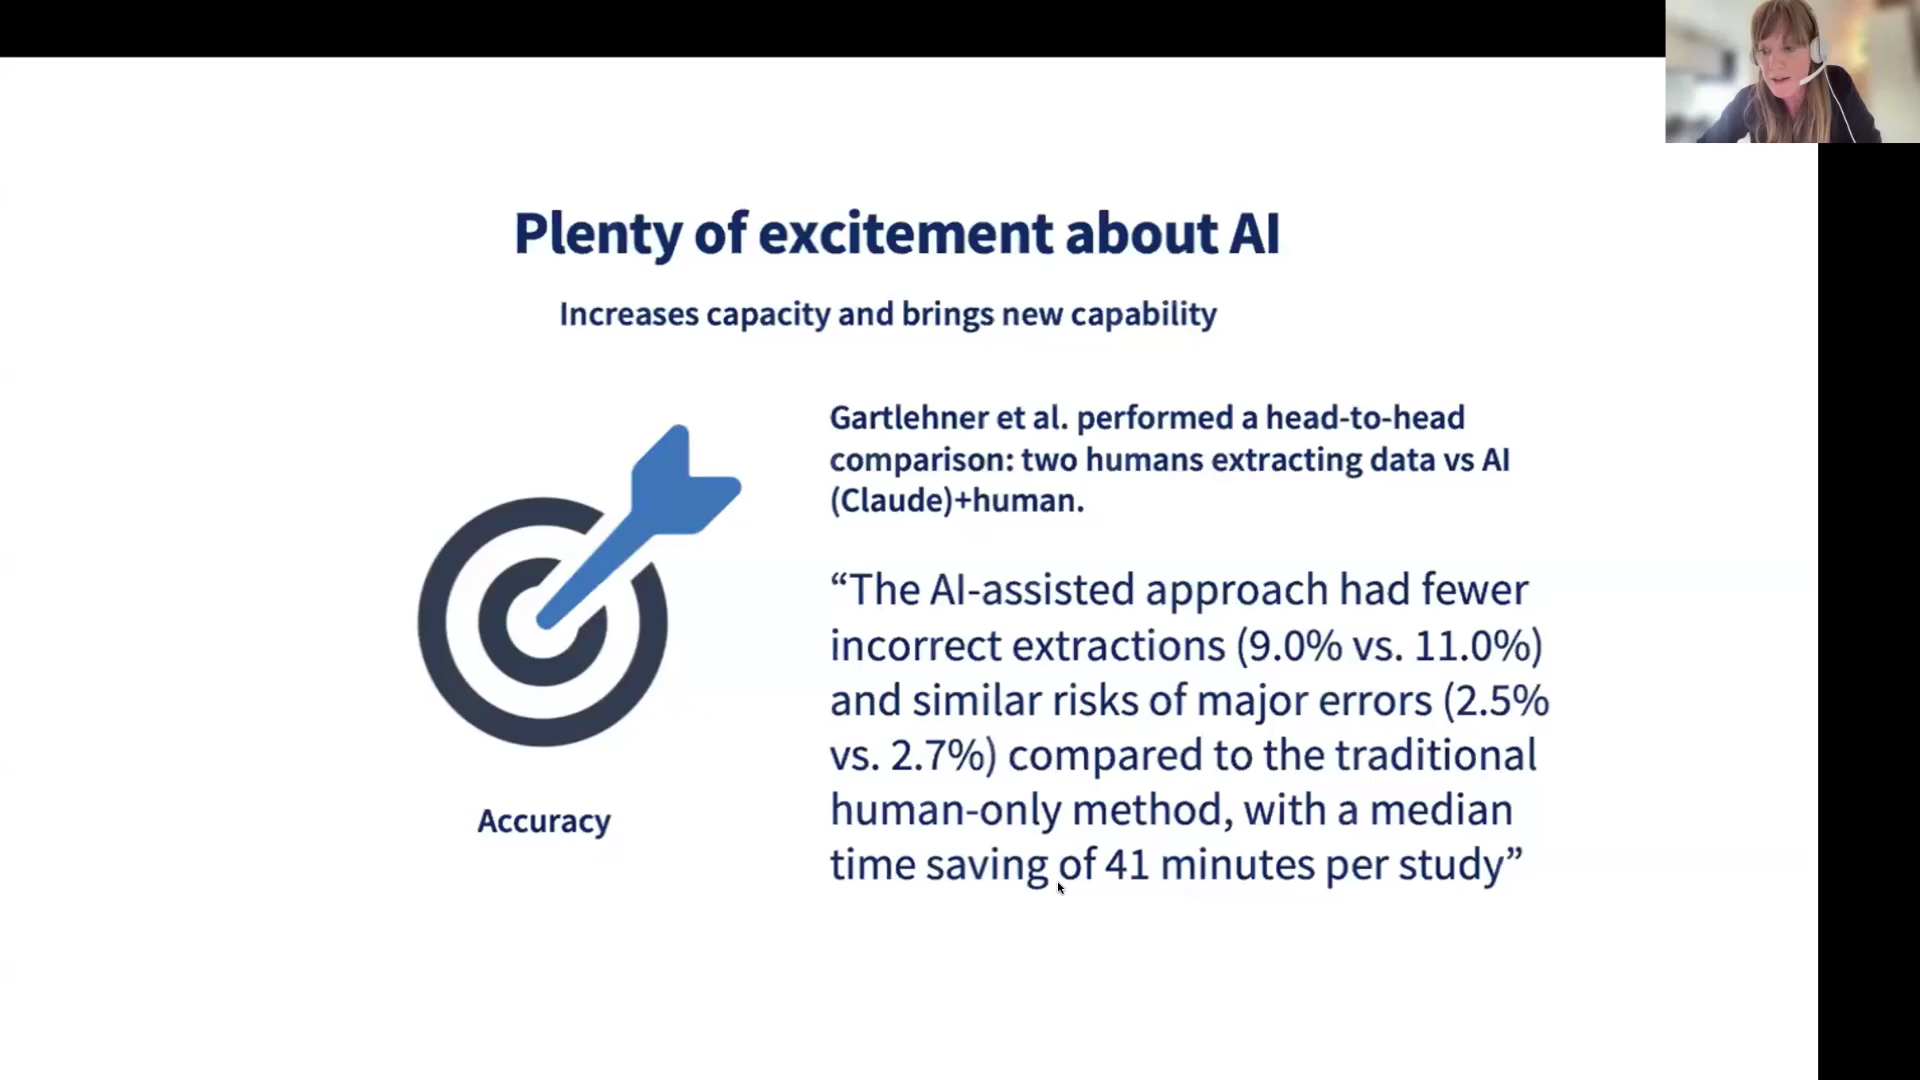 Plenty of excitement about AI
Increases capacity and brings new capability
Gartlehner et al. performed a head-to-head
comparison: two humans extracting data vs AI
(Claude)+human.
“The AI-assisted approach had fewer
incorrect extractions (9.0% vs. 11.0%)
and similar risks of major errors (2.5%
vs. 2.7%) compared to the traditional
human-only method, with a median
time saving of 41 minutes per study”
Accuracy